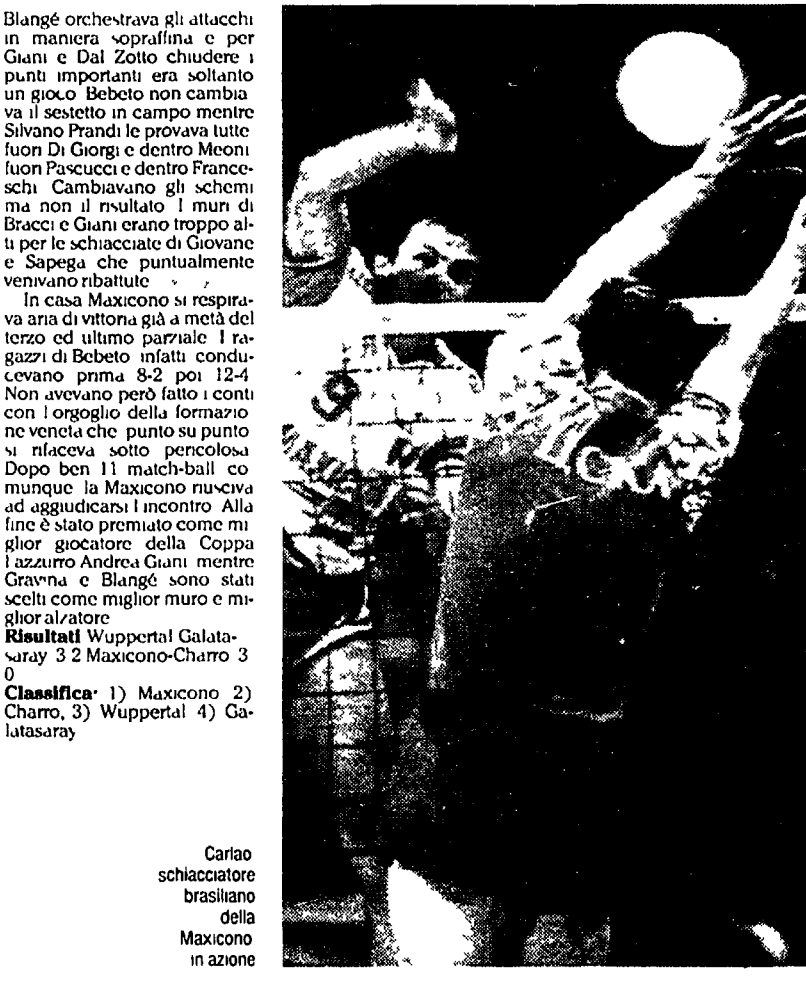 Blangé orchestrava gli attacchi
in maniera sopraffina e per
Giani e Dal Zotto chiudere i
punti importanti era soltanto
un gioco Bebeto non cambia
va il sestetto in campo mentre
Silvano Prandi le provava tutte
fuori Di Giorgi e dentro Meoni
fuori Pascucci e dentro France-
schi Cambiavano gli schemi
ma non il risultato I muri di
Bracci e Giani erano troppo al-
ti per le schiacciate di Giovane
e Sapega che puntualmente
venivano ribattute
In casa Maxicono si respira-
va aria di vittoria già a metà del
terzo ed ultimo parziale I ra-
gazzi di Bebeto infatti condu-
cevano prima 8-2 poi 12-4
Non avevano però fatto i conti
con l orgoglio della formazio
ne veneta che punto su punto
si rifaceva sotto pericolosa
Dopo ben 11 match-ball co
munque la Maxicono riusciva
ad aggiudicarsi l incontro Alla
fine è stato premiato come mi
glior giocatore della Coppa
l azzurro Andrea Giani mentre
Gravina e Blangé sono stati
scelti come miglior muro e mi-
glior alzatore
Risultati Wuppertal Galata-
saray 3 2 Maxicono-Charro 3
0
Classifica· 1) Maxicono 2)
Charro, 3) Wuppertal 4) Ga-
latasaray
Carlao
schiacciatore
brasiliano
della
Maxicono
in azione